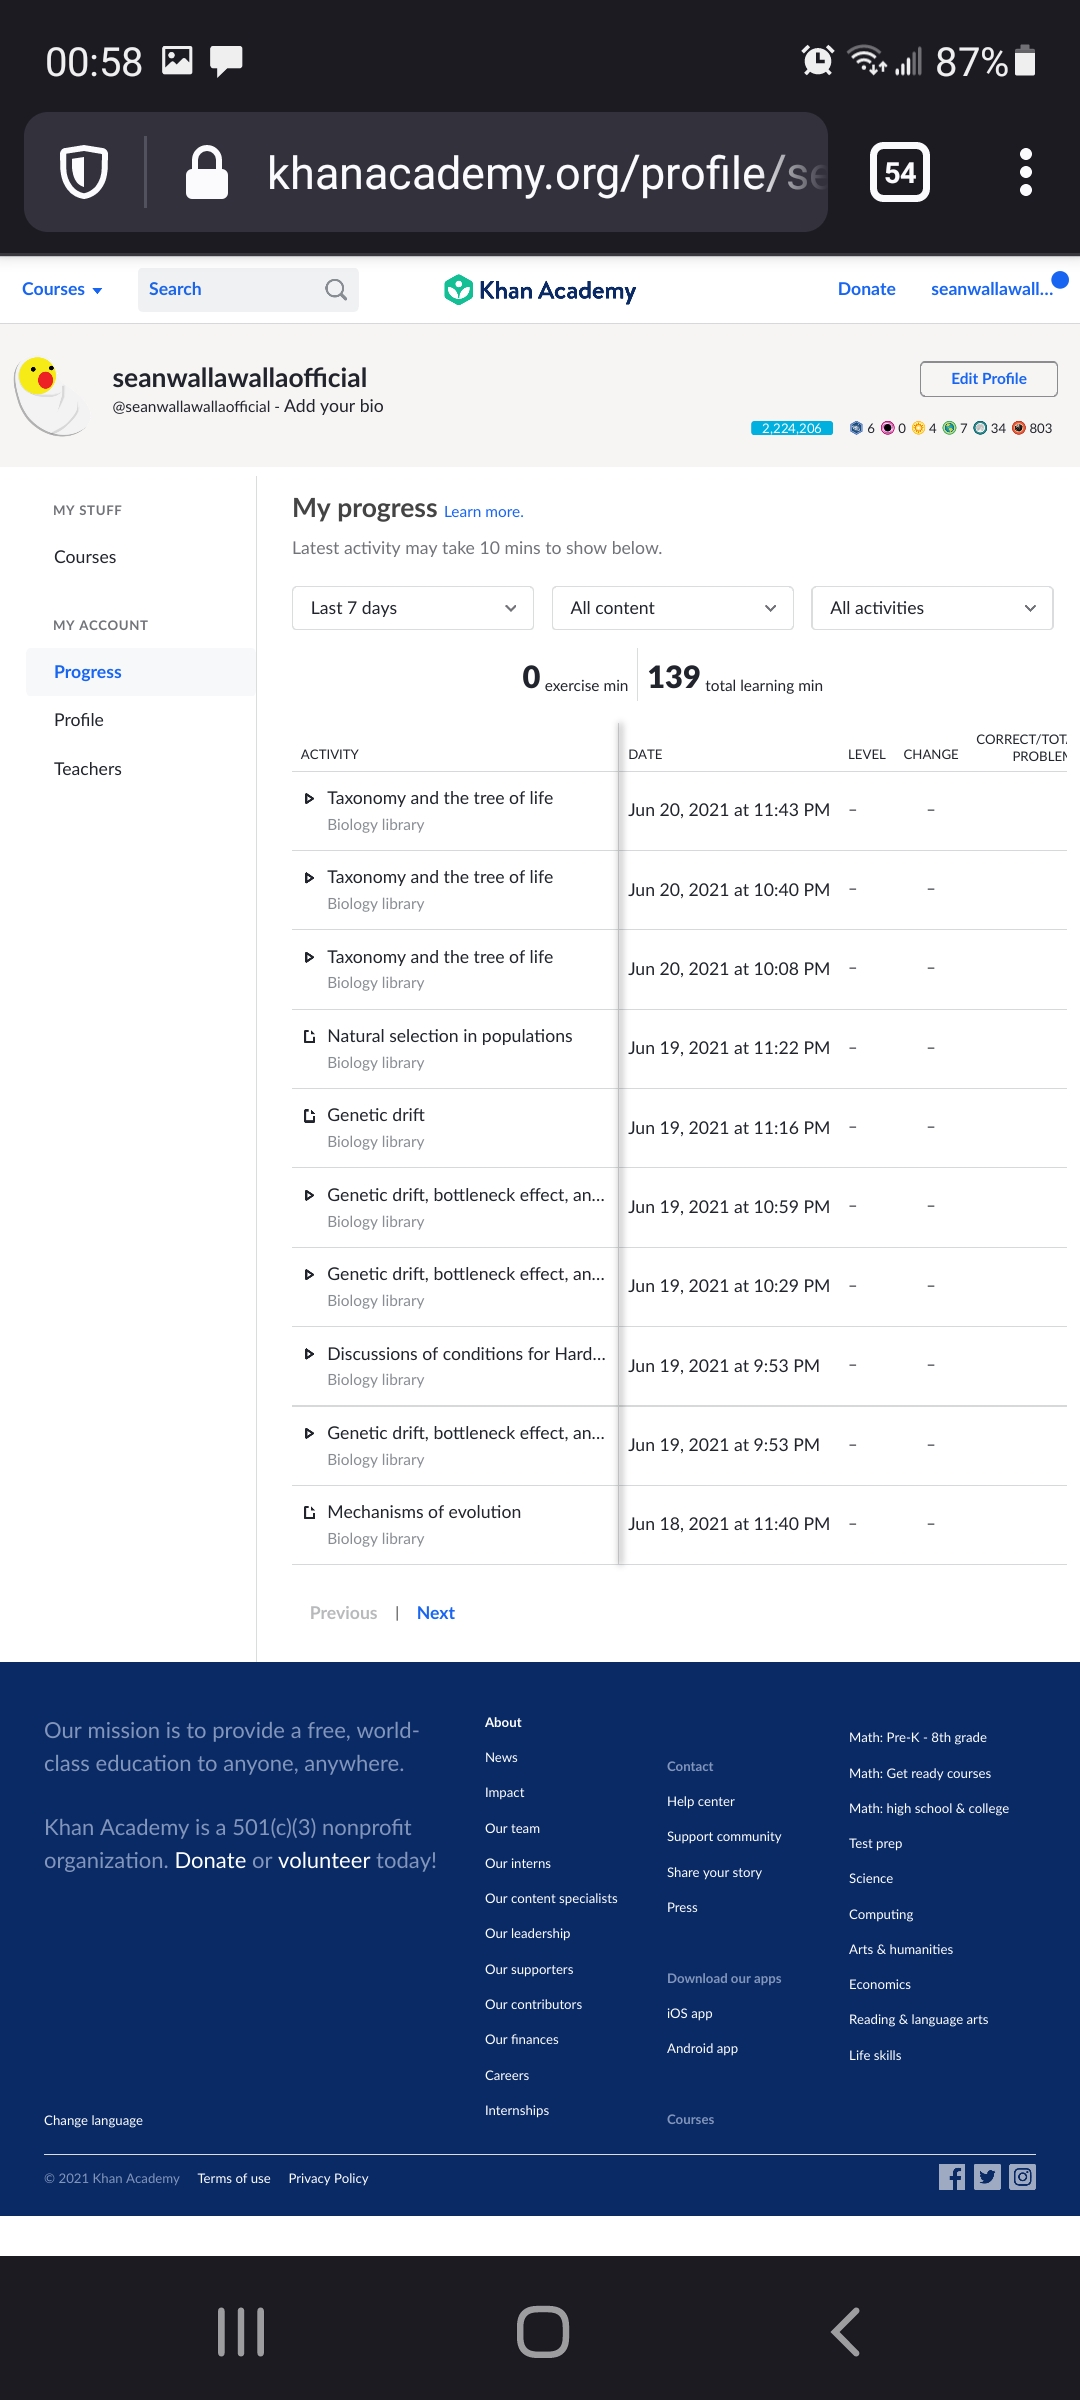 00:58
87%
khanacademy.org/profile/se
54
Courses
Search
Khan Academy
Donate
seanwallawall...
seanwallawallaofficial
@seanwallawallaofficial - Add your bio
Edit Profile
2,224,206 6 0 4 7 34 803
MY STUFF
Courses
MY ACCOUNT
Progress
Profile
Teachers
My progress Learn more.
Latest activity may take 10 mins to show below.
Last 7 days
All content
All activities
0 exercise min
139 total learning min
ACTIVITY
DATE
LEVEL
CHANGE
CORRECT/TOTA
PROBLEM
Taxonomy and the tree of life
Biology library
Jun 20, 2021 at 11:43 PM – –
Taxonomy and the tree of life
Biology library
Jun 20, 2021 at 10:40 PM – –
Taxonomy and the tree of life
Biology library
Jun 20, 2021 at 10:08 PM – –
Natural selection in populations
Biology library
Jun 19, 2021 at 11:22 PM – –
Genetic drift
Biology library
Jun 19, 2021 at 11:16 PM – –
Genetic drift, bottleneck effect, an...
Biology library
Jun 19, 2021 at 10:59 PM – –
Genetic drift, bottleneck effect, an...
Biology library
Jun 19, 2021 at 10:29 PM – –
Discussions of conditions for Hard...
Biology library
Jun 19, 2021 at 9:53 PM – –
Genetic drift, bottleneck effect, an...
Biology library
Jun 19, 2021 at 9:53 PM – –
Mechanisms of evolution
Biology library
Jun 18, 2021 at 11:40 PM – –
Previous | Next
Our mission is to provide a free, world-
class education to anyone, anywhere.
Khan Academy is a 501(c)(3) nonprofit
organization. Donate or volunteer today!
About
News
Impact
Our team
Our interns
Our content specialists
Our leadership
Our supporters
Our contributors
Our finances
Careers
Internships
Contact
Help center
Support community
Share your story
Press
Download our apps
iOS app
Android app
Courses
Math: Pre-K - 8th grade
Math: Get ready courses
Math: high school & college
Test prep
Science
Computing
Arts & humanities
Economics
Reading & language arts
Life skills
Change language
© 2021 Khan Academy Terms of use Privacy Policy